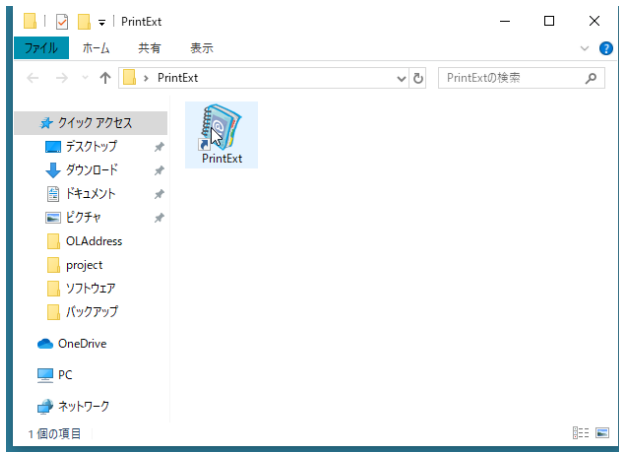 PrintExt
ファイル ホーム 共有 表示
PrintExt PrintExtの検索
クイック アクセス
デスクトップ
ダウンロード
ドキュメント
ピクチャ
OLAddress
project
ソフトウェア
バックアップ
OneDrive
PC
ネットワーク
PrintExt
1 個の項目